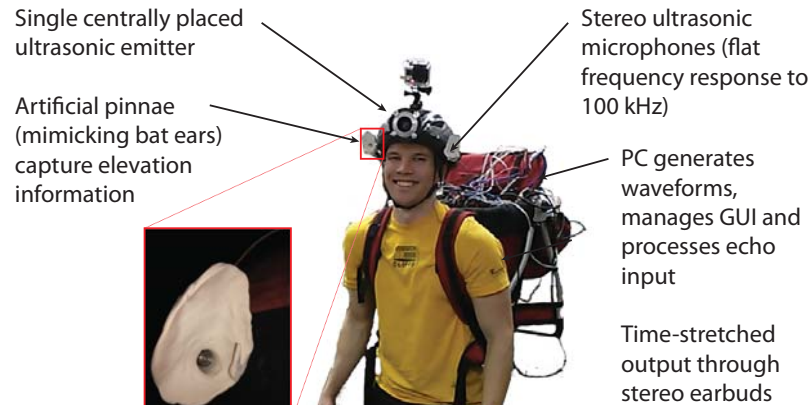 Single centrally placed
ultrasonic emitter
Artificial pinnae
(mimicking bat ears)
capture elevation
information
Stereo ultrasonic
microphones (flat
frequency response to
100 kHz)
PC generates
waveforms,
manages GUI and
processes echo
input
Time-stretched
output through
stereo earbuds